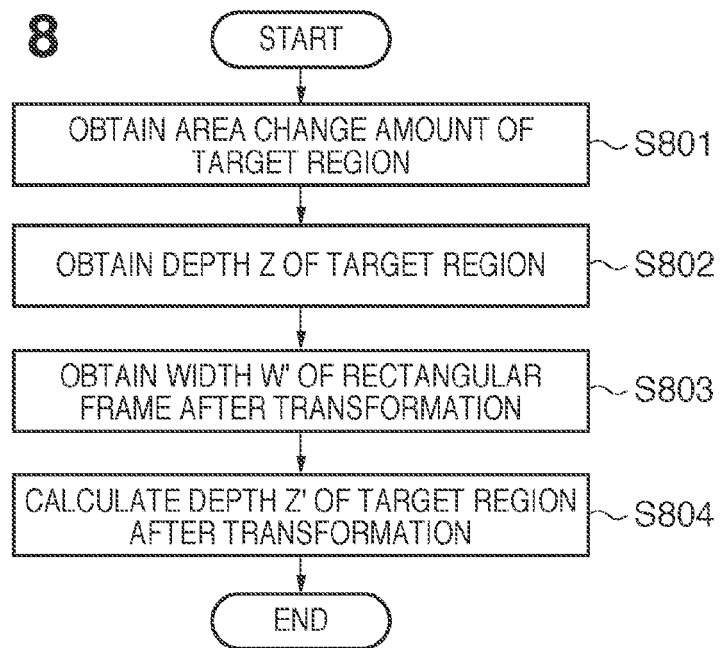 8
START
OBTAIN AREA CHANGE AMOUNT OF
TARGET REGION
S801
OBTAIN DEPTH Z OF TARGET REGION
S802
OBTAIN WIDTH W' OF RECTANGULAR
FRAME AFTER TRANSFORMATION
S803
CALCULATE DEPTH Z' OF TARGET REGION
AFTER TRANSFORMATION
S804
END